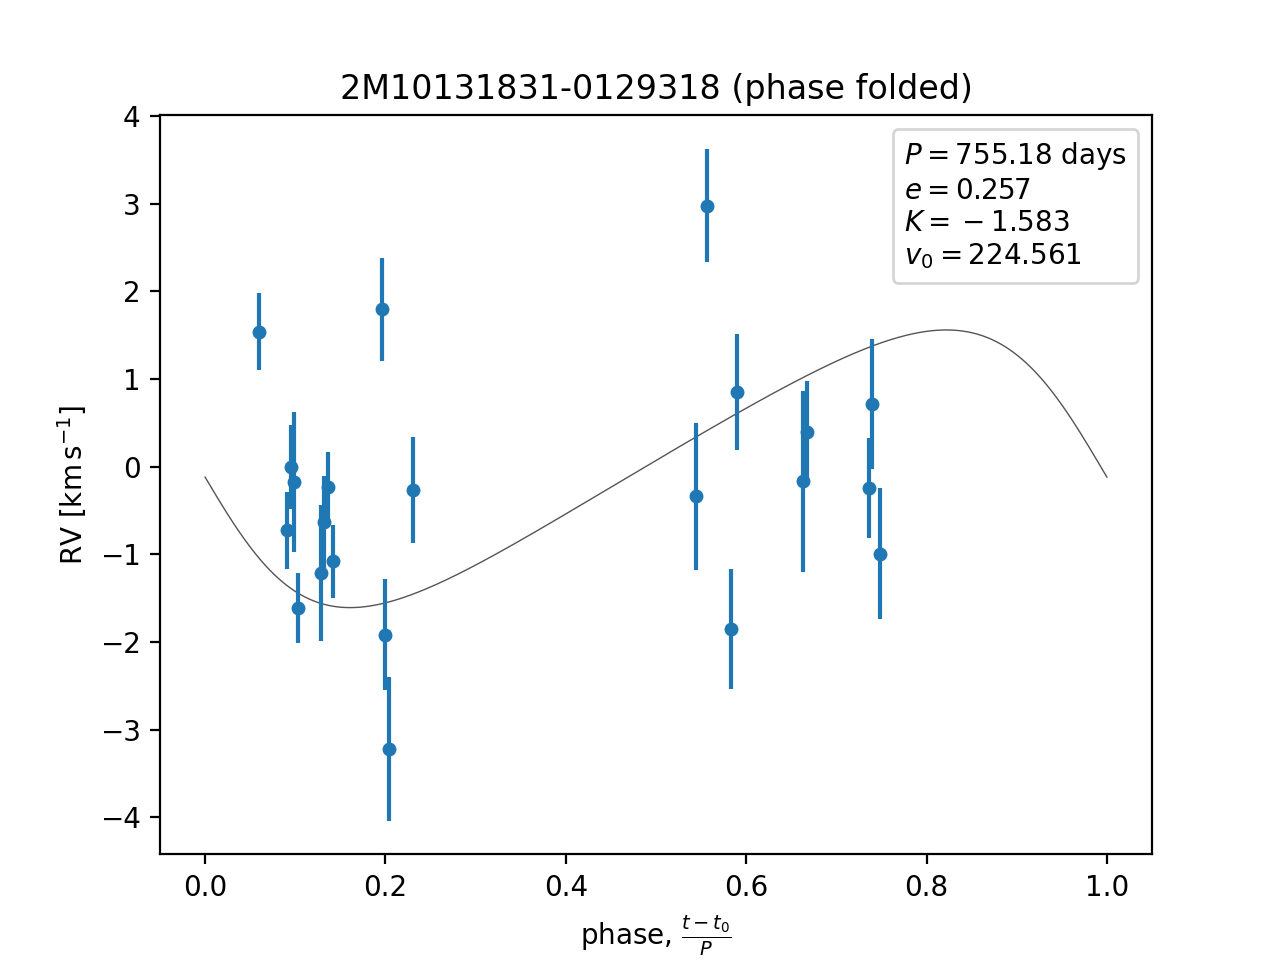 2M10131831-0129318 (phase folded)
P = 755.18 days
e = 0.257
K = −1.583
v₀ = 224.561
RV [km s⁻¹]
4
3
2
1
0
−1
−2
−3
−4
0.0 0.2 0.4 0.6 0.8 1.0
phase, (t − t₀)/P